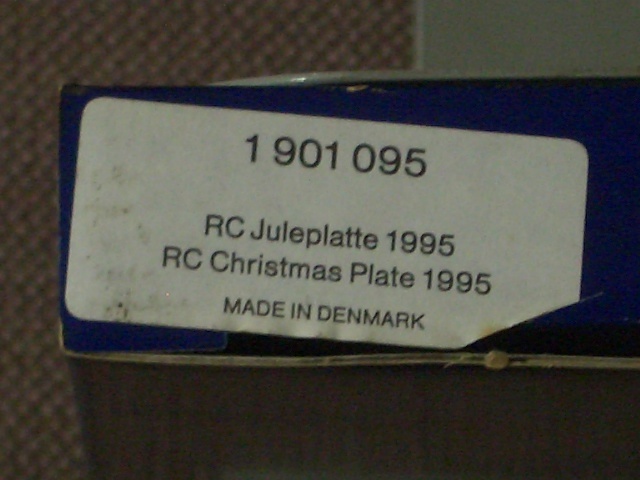 1 901 095
RC Juleplatte 1995
RC Christmas Plate 1995
MADE IN DENMARK